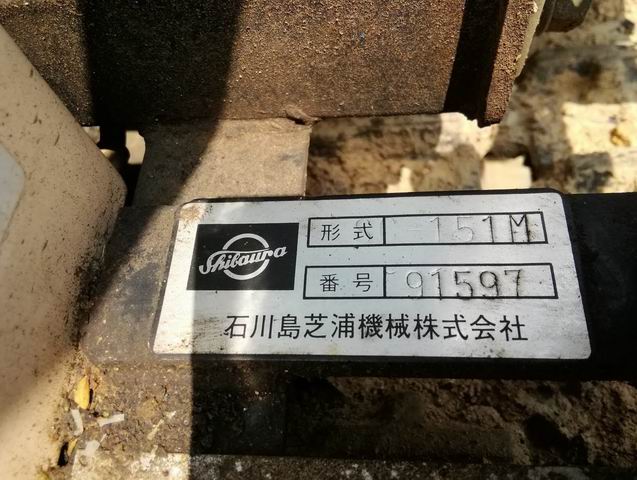 Shibaura
形式 -151M
番号 91597
石川島芝浦機械株式会社